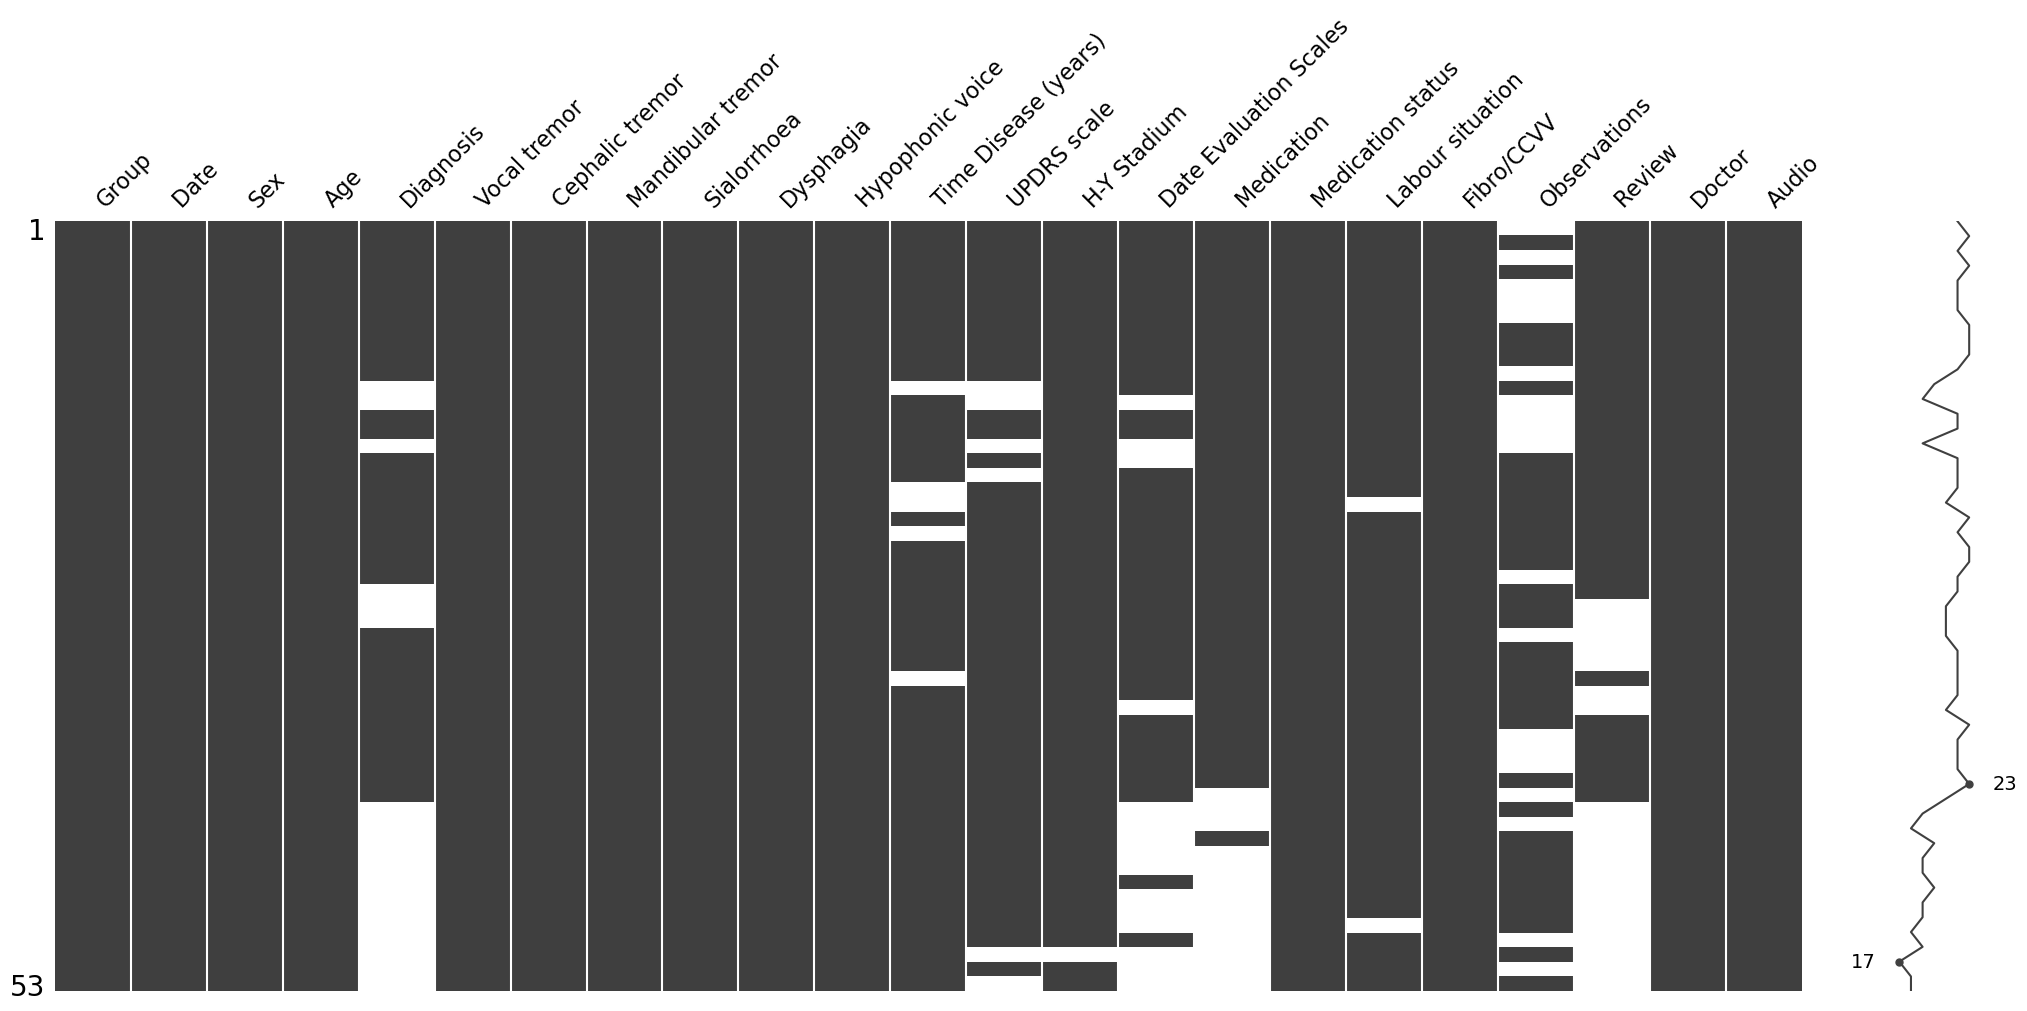 Group
Date
Sex
Age
Diagnosis
Vocal tremor
Cephalic tremor
Mandibular tremor
Sialorrhoea
Dysphagia
Hypophonic voice
Time Disease (years)
UPDRS scale
H-Y Stadium
Date Evaluation Scales
Medication
Medication status
Labour situation
Fibro/CCVV
Observations
Review
Doctor
Audio
1
23
17
53